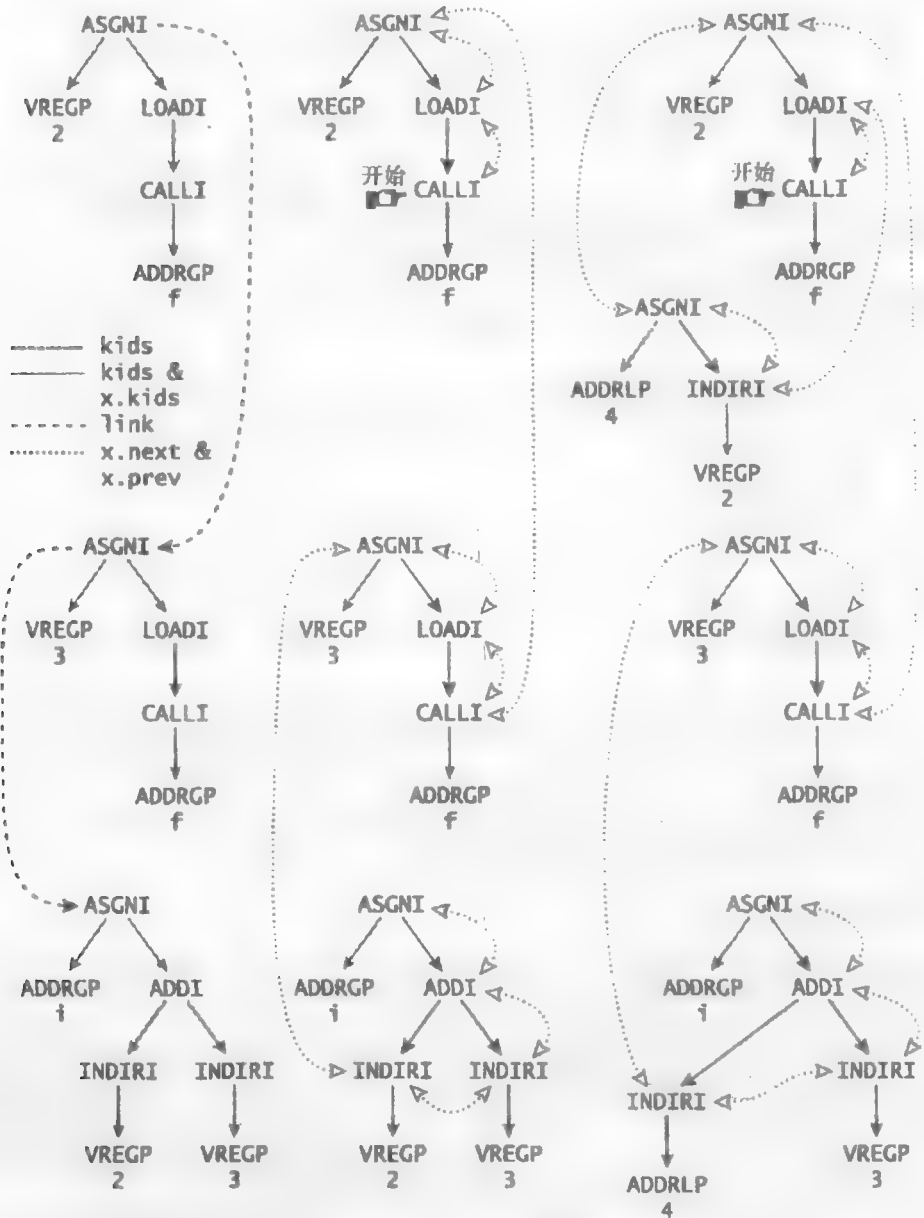 ASGNI ASGNI ASGNI
VREGP LOADI VREGP LOADI VREGP LOADI
2 2 2
开始 开始
CALLI CALLI CALLI
ADDRGP ADDRGP ADDRGP
f f f
ASGNI
kids
kids &
x.kids
link
x.next &
x.prev
ADDRLP INDIRI
4
VREGP
2
ASGNI ASGNI ASGNI
VREGP LOADI VREGP LOADI VREGP LOADI
3 3 3
CALLI CALLI CALLI
ADDRGP ADDRGP ADDRGP
f f f
ASGNI ASGNI ASGNI
ADDRGP ADDI ADDRGP ADDI ADDRGP ADDI
i i i
INDIRI INDIRI INDIRI INDIRI INDIRI
INDIRI
VREGP VREGP VREGP VREGP VREGP
2 3 2 3 3
ADDRLP
4